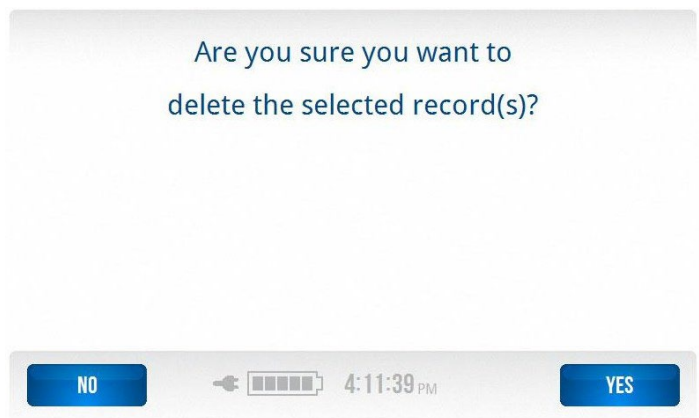 Are you sure you want to
delete the selected record(s)?
NO
4:11:39 PM
YES